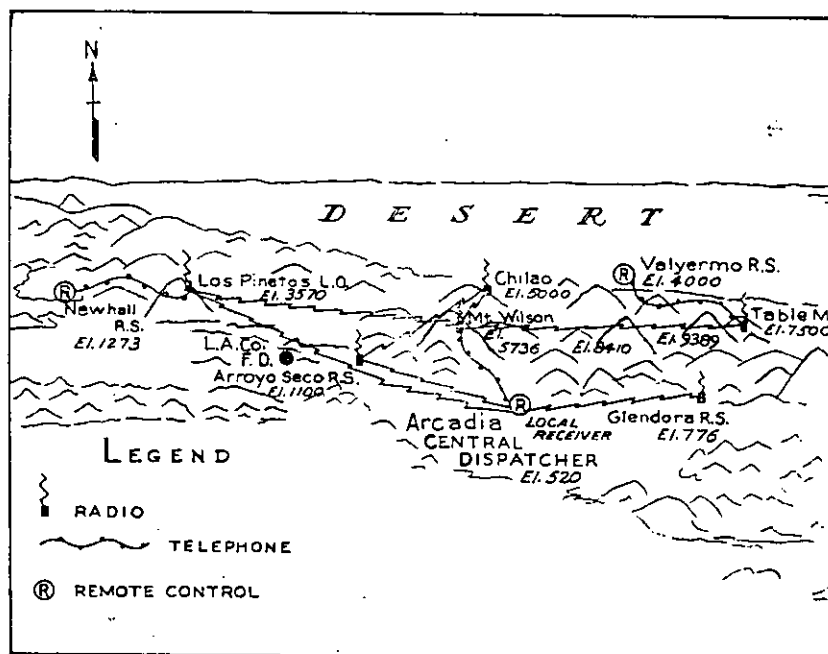 N
D E S E R T
Los Pinetos L.O.
El. 3570
Chilao
El. 5000
R
Valyermo R.S.
El. 4000
R
Newhall
R.S.
El. 1273
Mt. Wilson
El.
5736
El. 8410
El. 9389
Table M
El. 7500
L.A. Co.
F.D.
Arroyo Seco R.S.
El. 1100
R
Arcadia
CENTRAL
DISPATCHER
El. 520
LOCAL
RECEIVER
Glendora R.S.
El. 776
LEGEND
RADIO
TELEPHONE
R REMOTE CONTROL